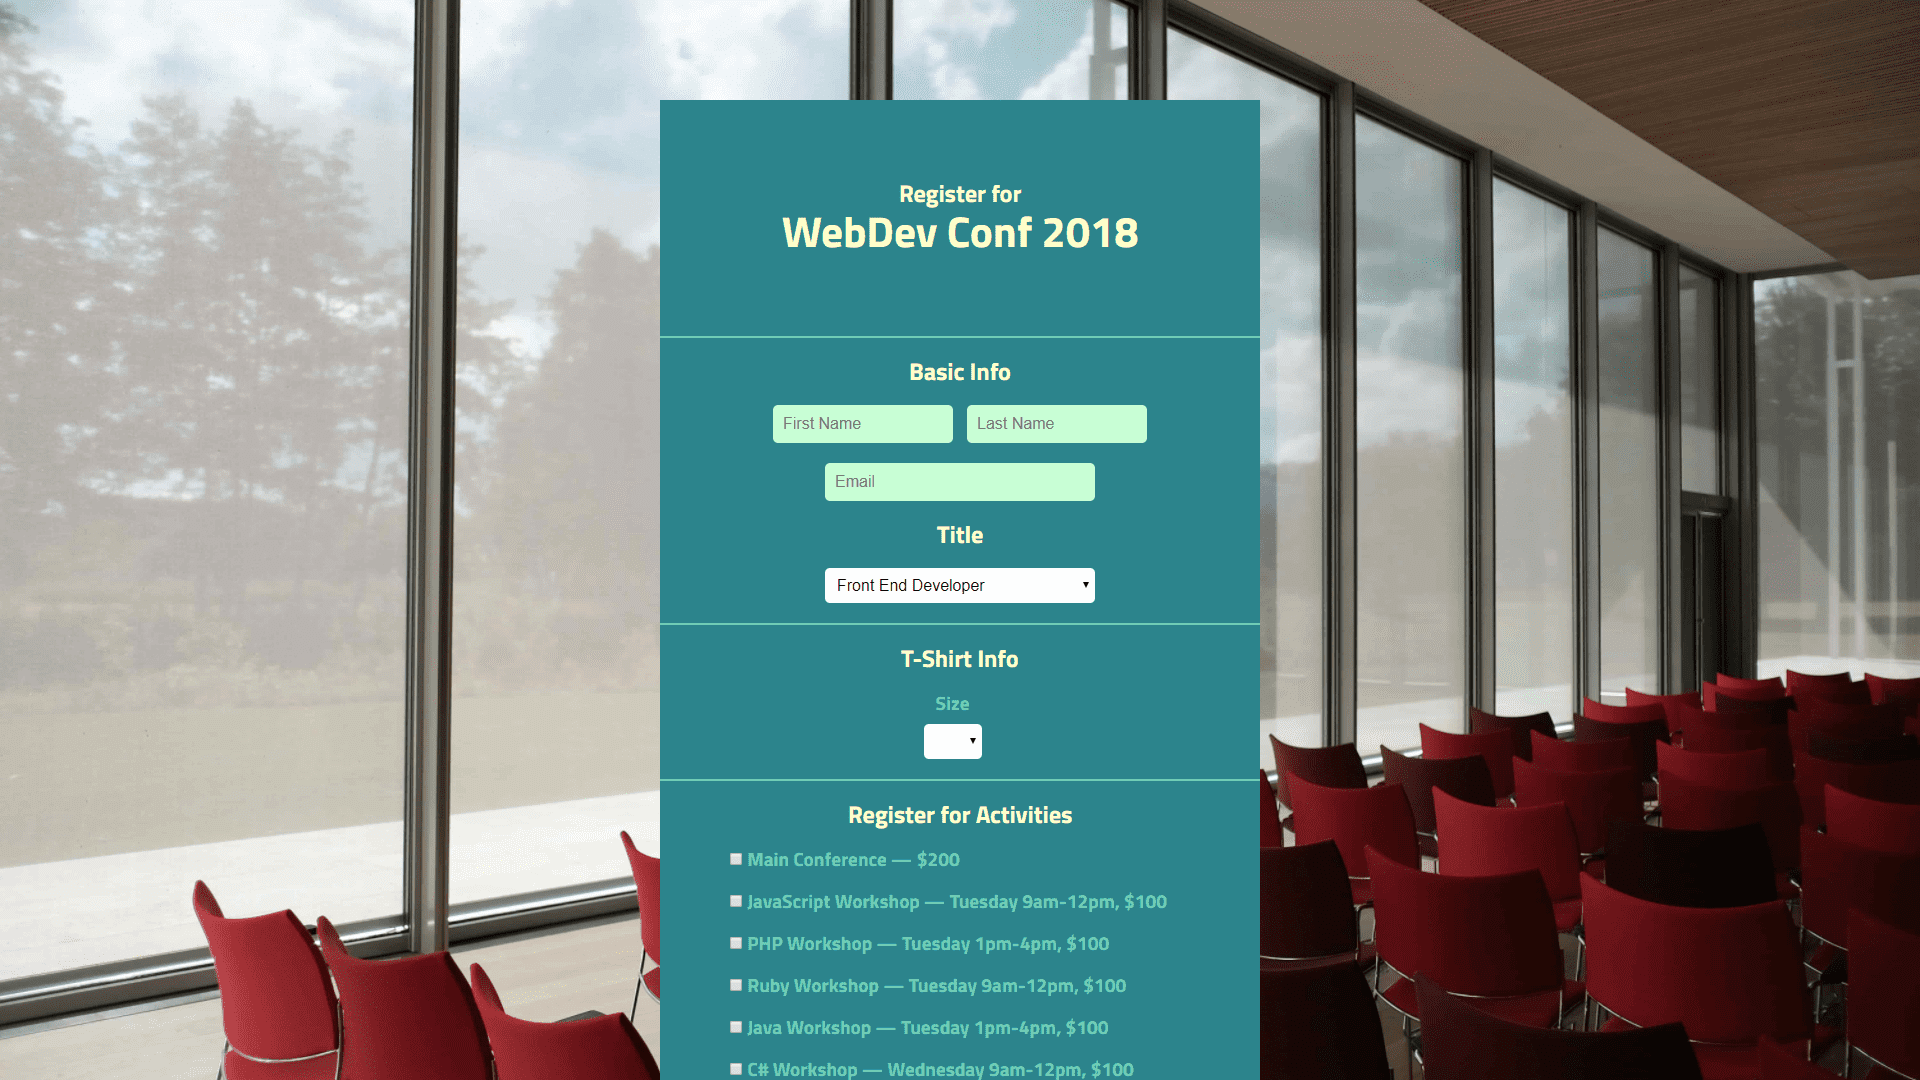 Register for
WebDev Conf 2018
Basic Info
First Name Last Name
Email
Title
Front End Developer
T-Shirt Info
Size
Register for Activities
Main Conference — $200
JavaScript Workshop — Tuesday 9am-12pm, $100
PHP Workshop — Tuesday 1pm-4pm, $100
Ruby Workshop — Tuesday 9am-12pm, $100
Java Workshop — Tuesday 1pm-4pm, $100
C# Workshop — Wednesday 9am-12pm, $100